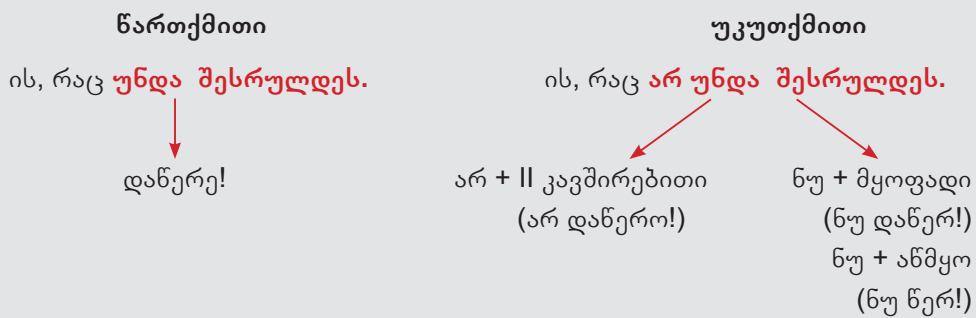 წართქმითი
ის, რაც უნდა შესრულდეს.
დაწერე!
უკუთქმითი
ის, რაც არ უნდა შესრულდეს.
არ + II კავშირებითი
(არ დაწერო!)
ნუ + მყოფადი
(ნუ დაწერ!)
ნუ + აწმყო
(ნუ წერ!)